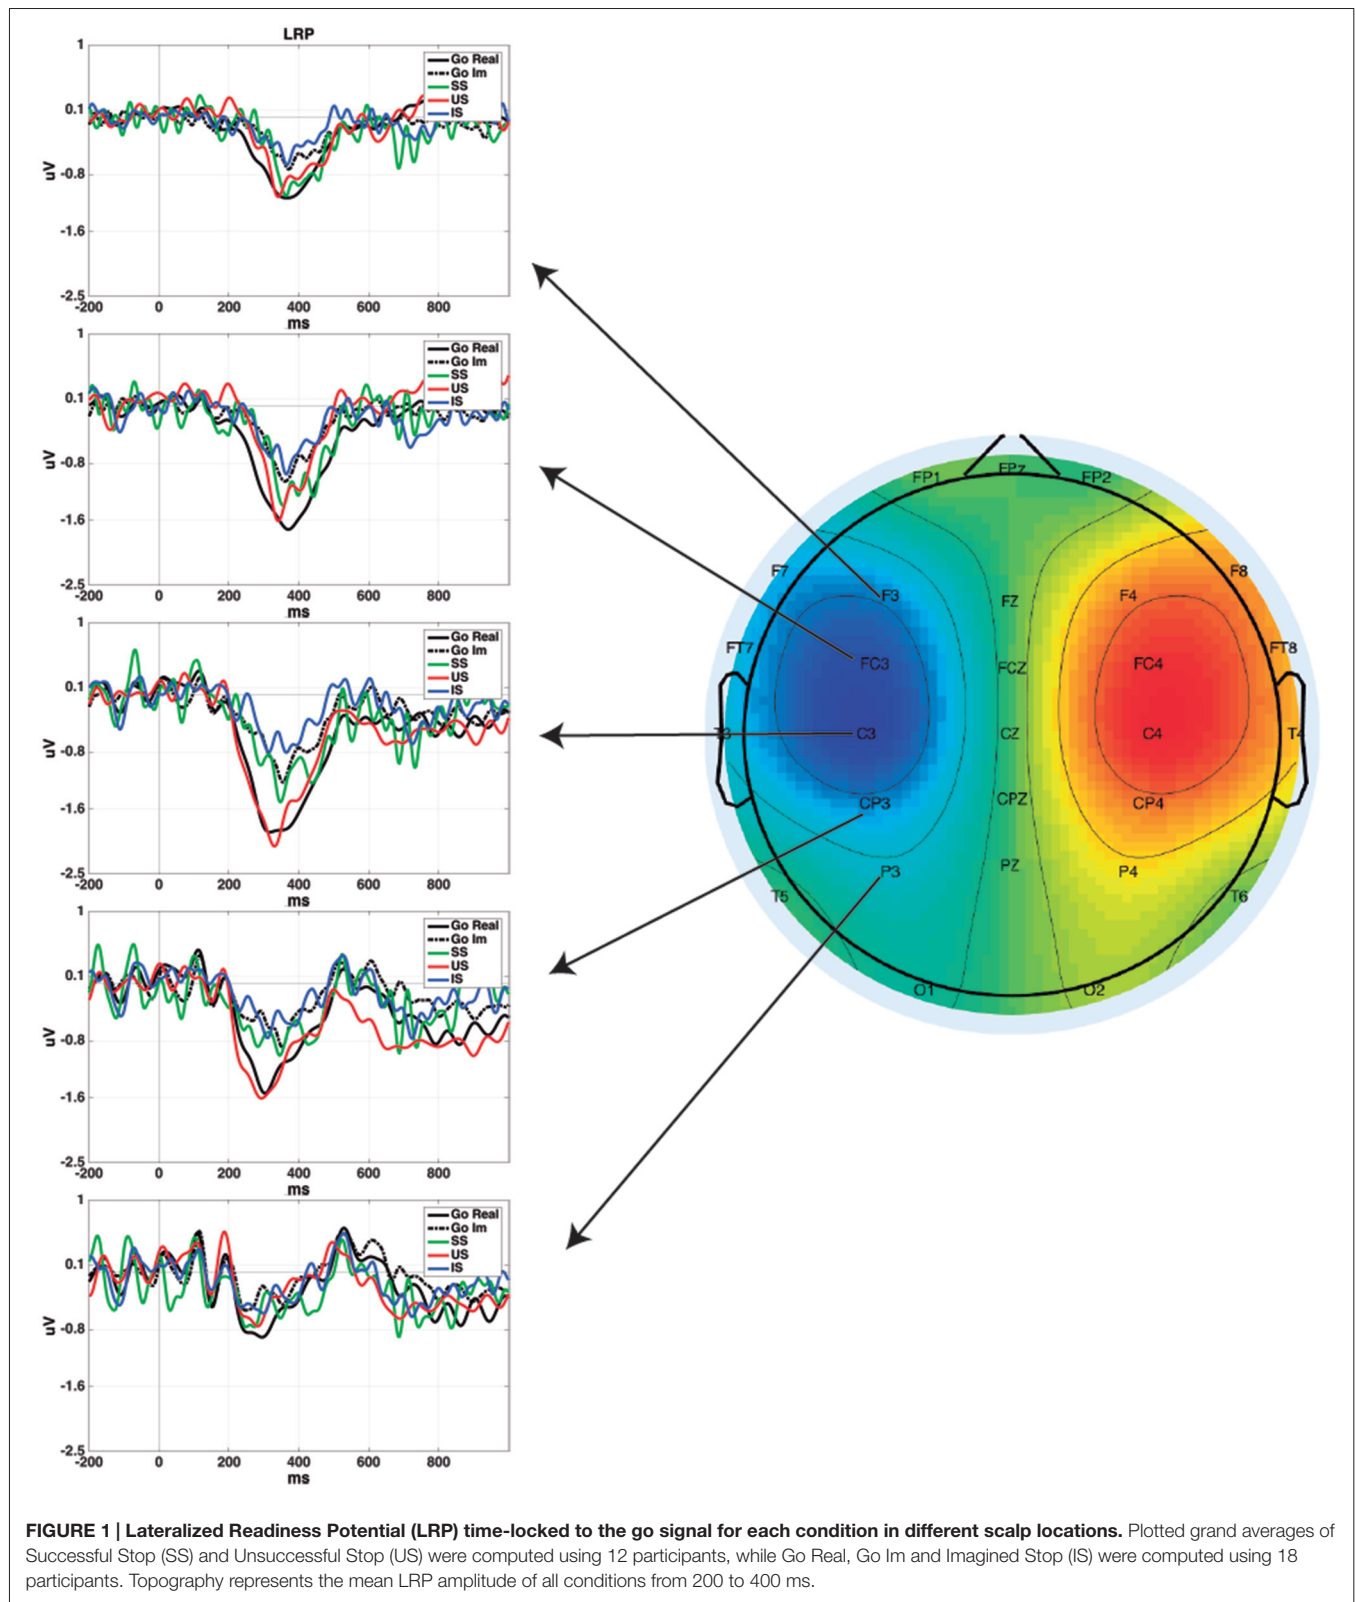 LRP
1
0.1
-0.8
-1.6
-2.5
uV
-200 0 200 400 600 800
ms
Go Real
Go Im
SS
US
IS
1
0.1
-0.8
-1.6
-2.5
uV
-200 0 200 400 600 800
ms
Go Real
Go Im
SS
US
IS
1
0.1
-0.8
-1.6
-2.5
uV
-200 0 200 400 600 800
ms
Go Real
Go Im
SS
US
IS
1
0.1
-0.8
-1.6
-2.5
uV
-200 0 200 400 600 800
ms
Go Real
Go Im
SS
US
IS
1
0.1
-0.8
-1.6
-2.5
uV
-200 0 200 400 600 800
ms
Go Real
Go Im
SS
US
IS
FP1 FPz FP2
F7 F3 FZ F4 F8
FT7 FC3 FCZ FC4 FT8
T3 C3 CZ C4 T4
CP3 CPZ CP4
T5 P3 PZ P4 T6
O1 O2
FIGURE 1 | Lateralized Readiness Potential (LRP) time-locked to the go signal for each condition in different scalp locations. Plotted grand averages of
Successful Stop (SS) and Unsuccessful Stop (US) were computed using 12 participants, while Go Real, Go Im and Imagined Stop (IS) were computed using 18
participants. Topography represents the mean LRP amplitude of all conditions from 200 to 400 ms.